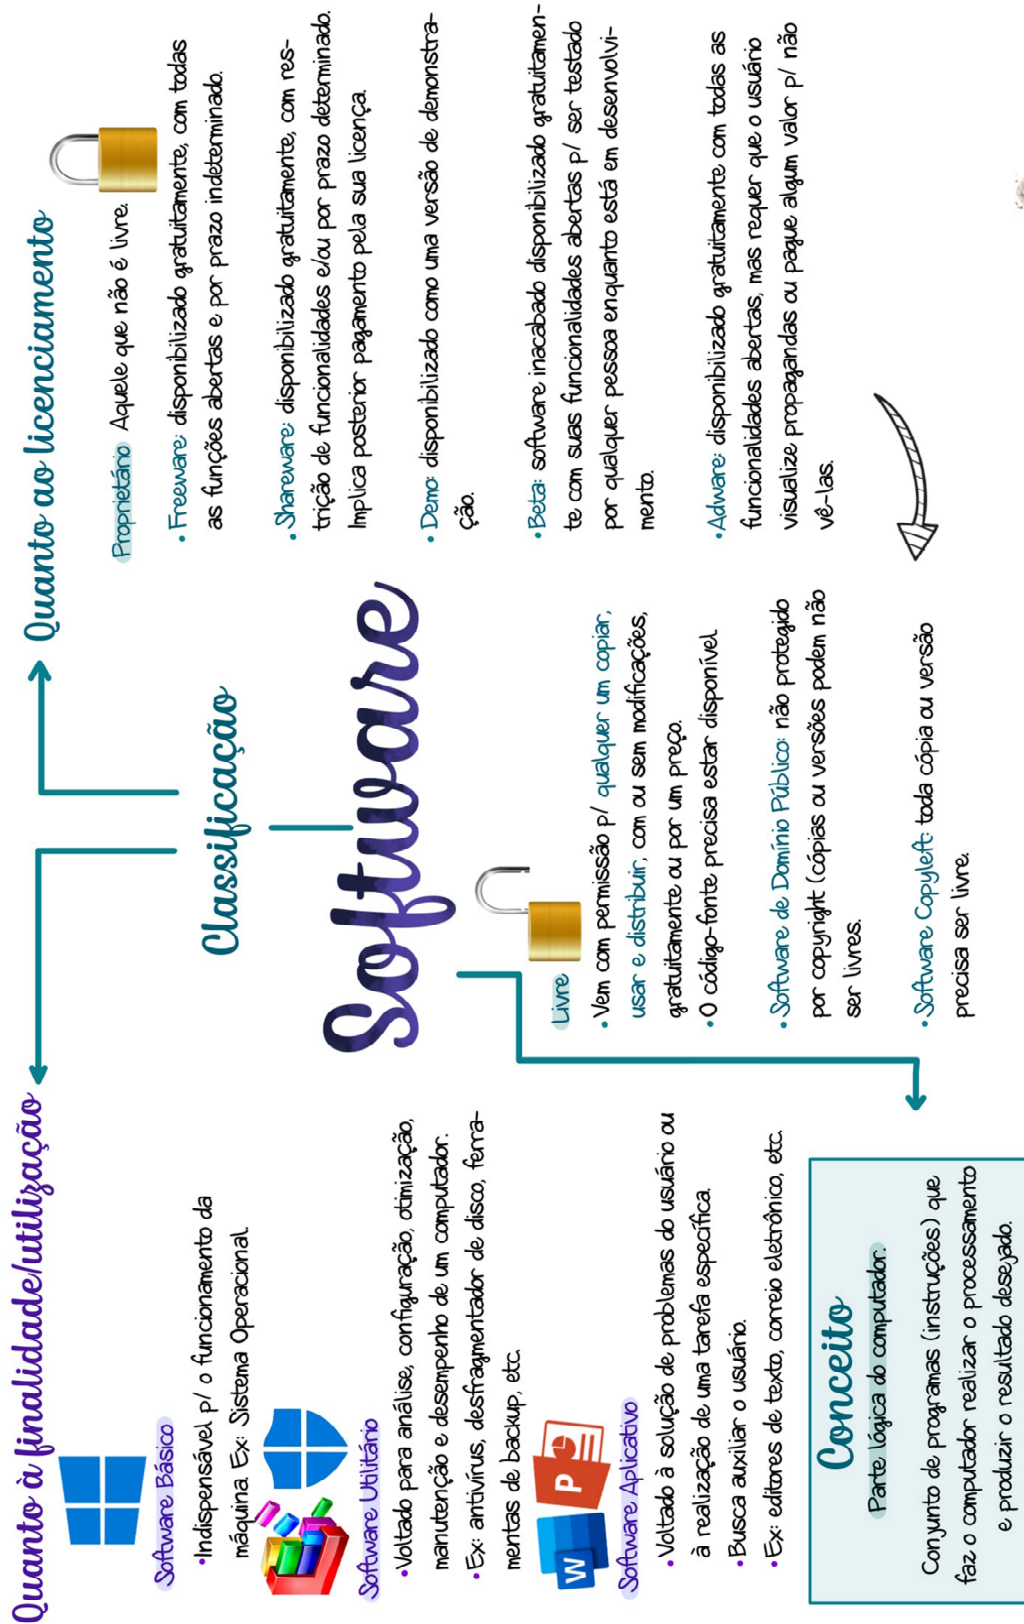 Software
Classificação
Quanto à finalidade/utilização
Software Básico
•Indispensável p/ o funcionamento da
máquina Ex: Sistema Operacional.
Software Utilitário
•Voltado para análise, configuração, otimização,
manutenção e desempenho de um computador.
•Ex: antivírus, desfragmentador de disco, ferra-
mentas de backup, etc.
W
P
Software Aplicativo
•Voltado à solução de problemas do usuário ou
à realização de uma tarefa específica.
•Busca auxiliar o usuário.
•Ex: editores de texto, correio eletrônico, etc.
Conceito
Parte lógica do computador.
Conjunto de programas (instruções) que
faz o computador realizar o processamento
e produzir o resultado desejado.
Livre
•Vem com permissão p/ qualquer um copiar,
usar e distribuir, com ou sem modificações,
gratuitamente ou por um preço.
•O código-fonte precisa estar disponível
•Software de Domínio Público: não protegido
por copyright (cópias ou versões podem não
ser livres.
•Software Copyleft: toda cópia ou versão
precisa ser livre.
Quanto ao licenciamento
Proprietário Aquele que não é livre.
•Freeware: disponibilizado gratuitamente, com todas
as funções abertas e por prazo indeterminado.
•Shareware: disponibilizado gratuitamente, com res-
trição de funcionalidades e/ou por prazo determinado.
Implica posterior pagamento pela sua licença.
•Demo: disponibilizado como uma versão de demonstra-
ção.
•Beta: software inacabado disponibilizado gratuitamen-
te com suas funcionalidades abertas p/ ser testado
por qualquer pessoa enquanto está em desenvolvi-
mento.
•Adware: disponibilizado gratuitamente com todas as
funcionalidades abertas, mas requer que o usuário
visualize propagandas ou pague algum valor p/ não
vê-las.